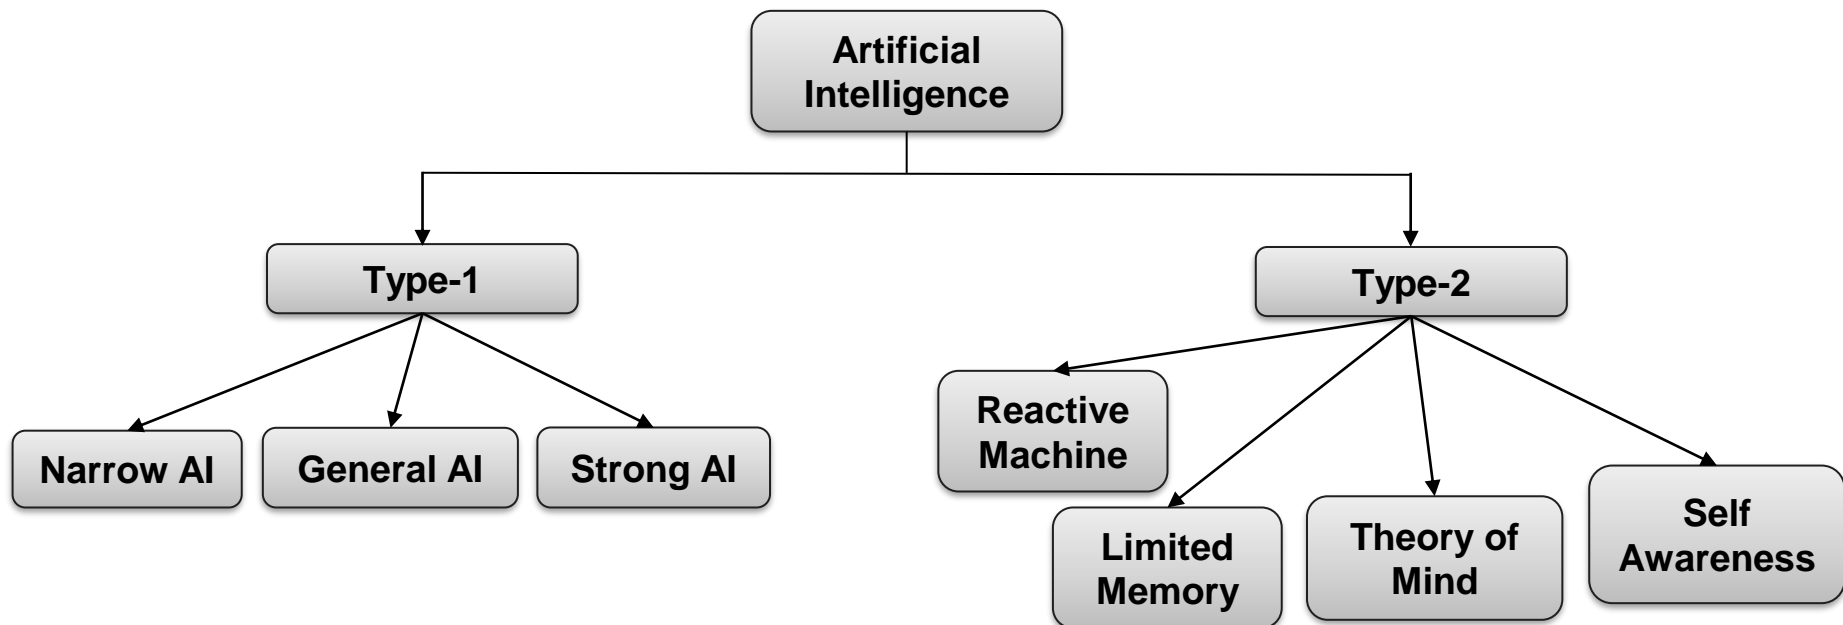 Artificial
Intelligence
Type-1
Type-2
Narrow AI
General AI
Strong AI
Reactive
Machine
Limited
Memory
Theory of
Mind
Self
Awareness